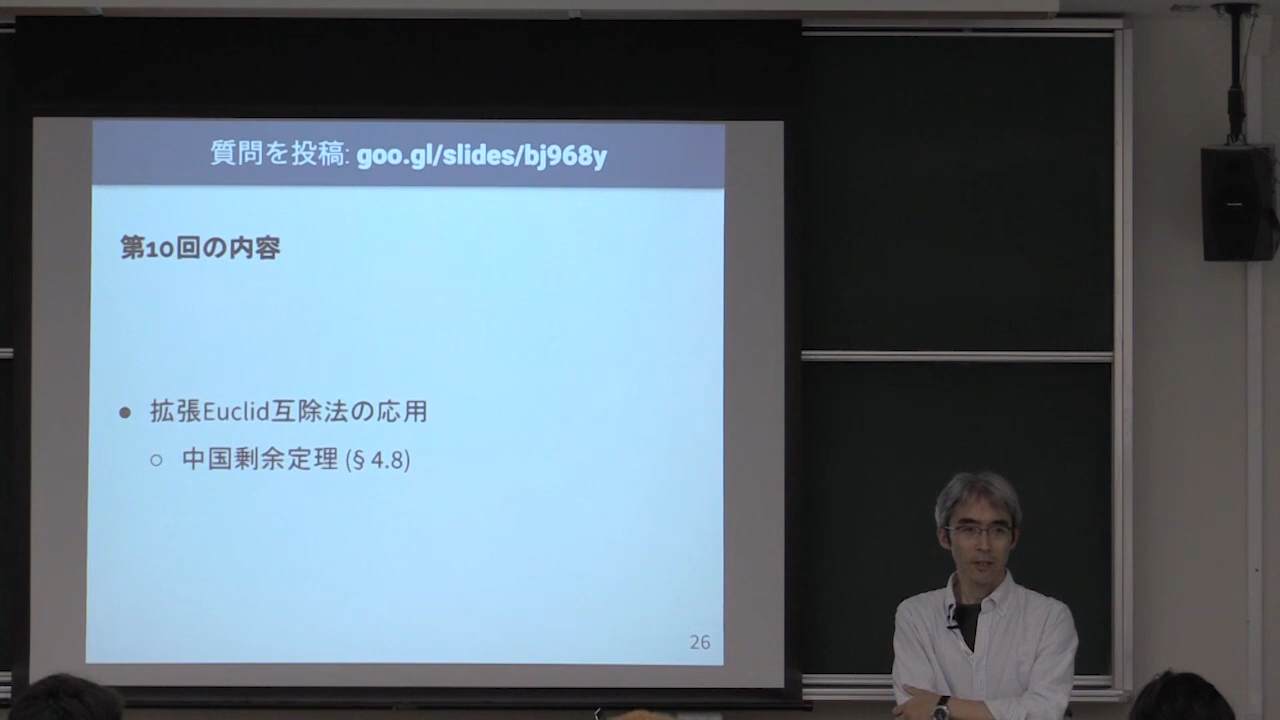 質問を投稿: goo.gl/slides/bj968y
第10回の内容
● 拡張Euclid互除法の応用
○ 中国剰余定理 (§ 4.8)
26